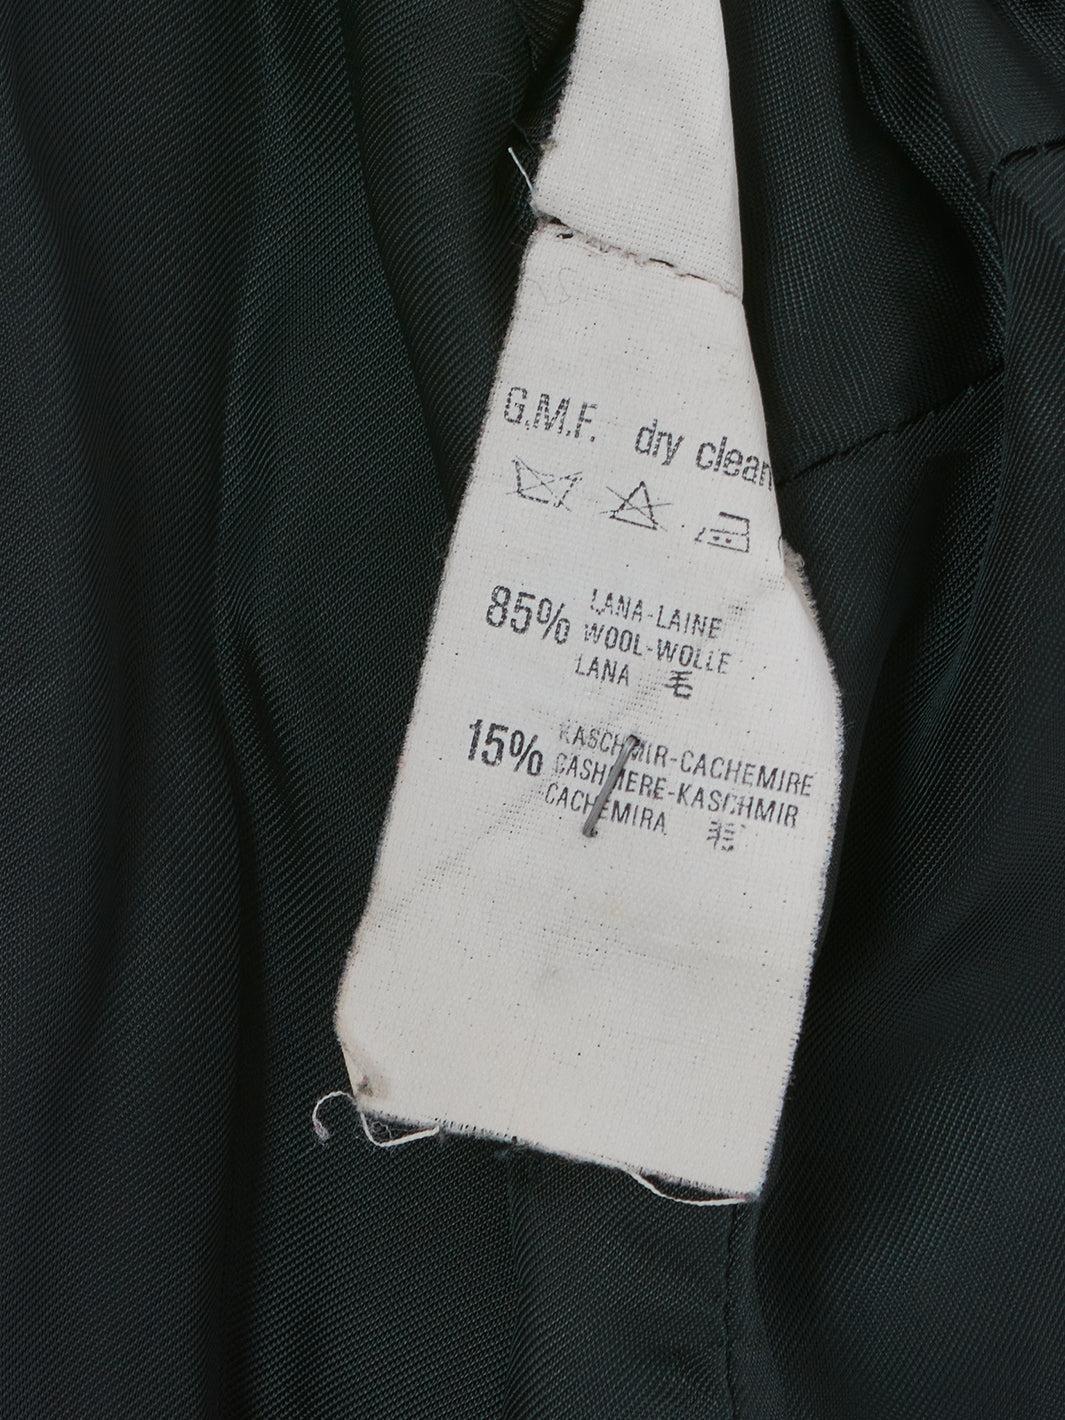 G.M.F. dry clean
85% LANA-LAINE
WOOL-WOLLE
LANA 毛
15% KASCHMIR-CACHEMIRE
CASHMERE-KASCHMIR
CACHEMIRA